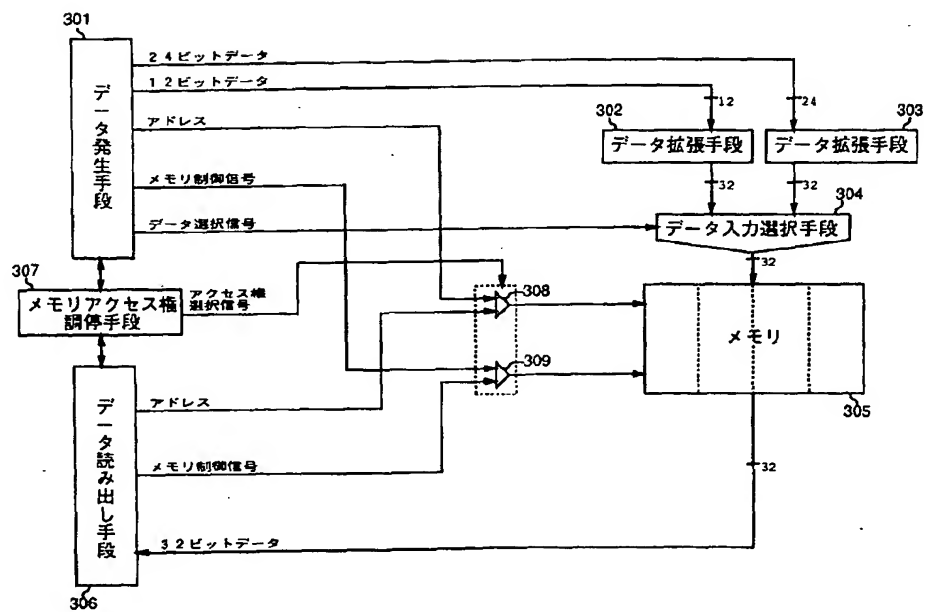 301
データ発生手段
24ビットデータ
12ビットデータ
アドレス
メモリ制御信号
データ選択信号
12
24
302
データ拡張手段
303
データ拡張手段
32
32
304
データ入力選択手段
32
307
メモリアクセス権
調停手段
アクセス権
選択信号
308
309
メモリ
305
データ読み出し手段
アドレス
メモリ制御信号
32
32ビットデータ
306